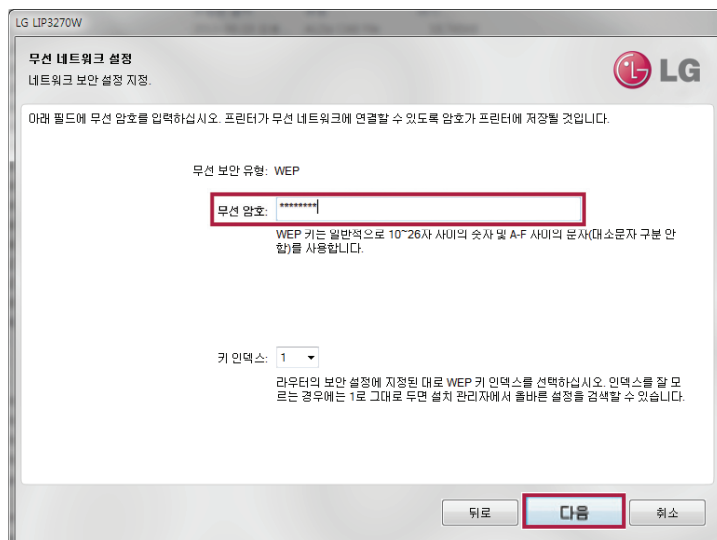 LG LIP3270W
무선 네트워크 설정
네트워크 보안 설정 지정.
LG
아래 필드에 무선 암호를 입력하십시오. 프린터가 무선 네트워크에 연결할 수 있도록 암호가 프린터에 저장될 것입니다.
무선 보안 유형: WEP
무선 암호: ********
WEP 키는 일반적으로 10~26자 사이의 숫자 및 A-F 사이의 문자(대소문자 구분 안
함)를 사용합니다.
키 인덱스: 1
라우터의 보안 설정에 지정된 대로 WEP 키 인덱스를 선택하십시오. 인덱스를 잘 모
르는 경우에는 1로 그대로 두면 설치 관리자에서 올바른 설정을 검색할 수 있습니다.
뒤로 다음 취소